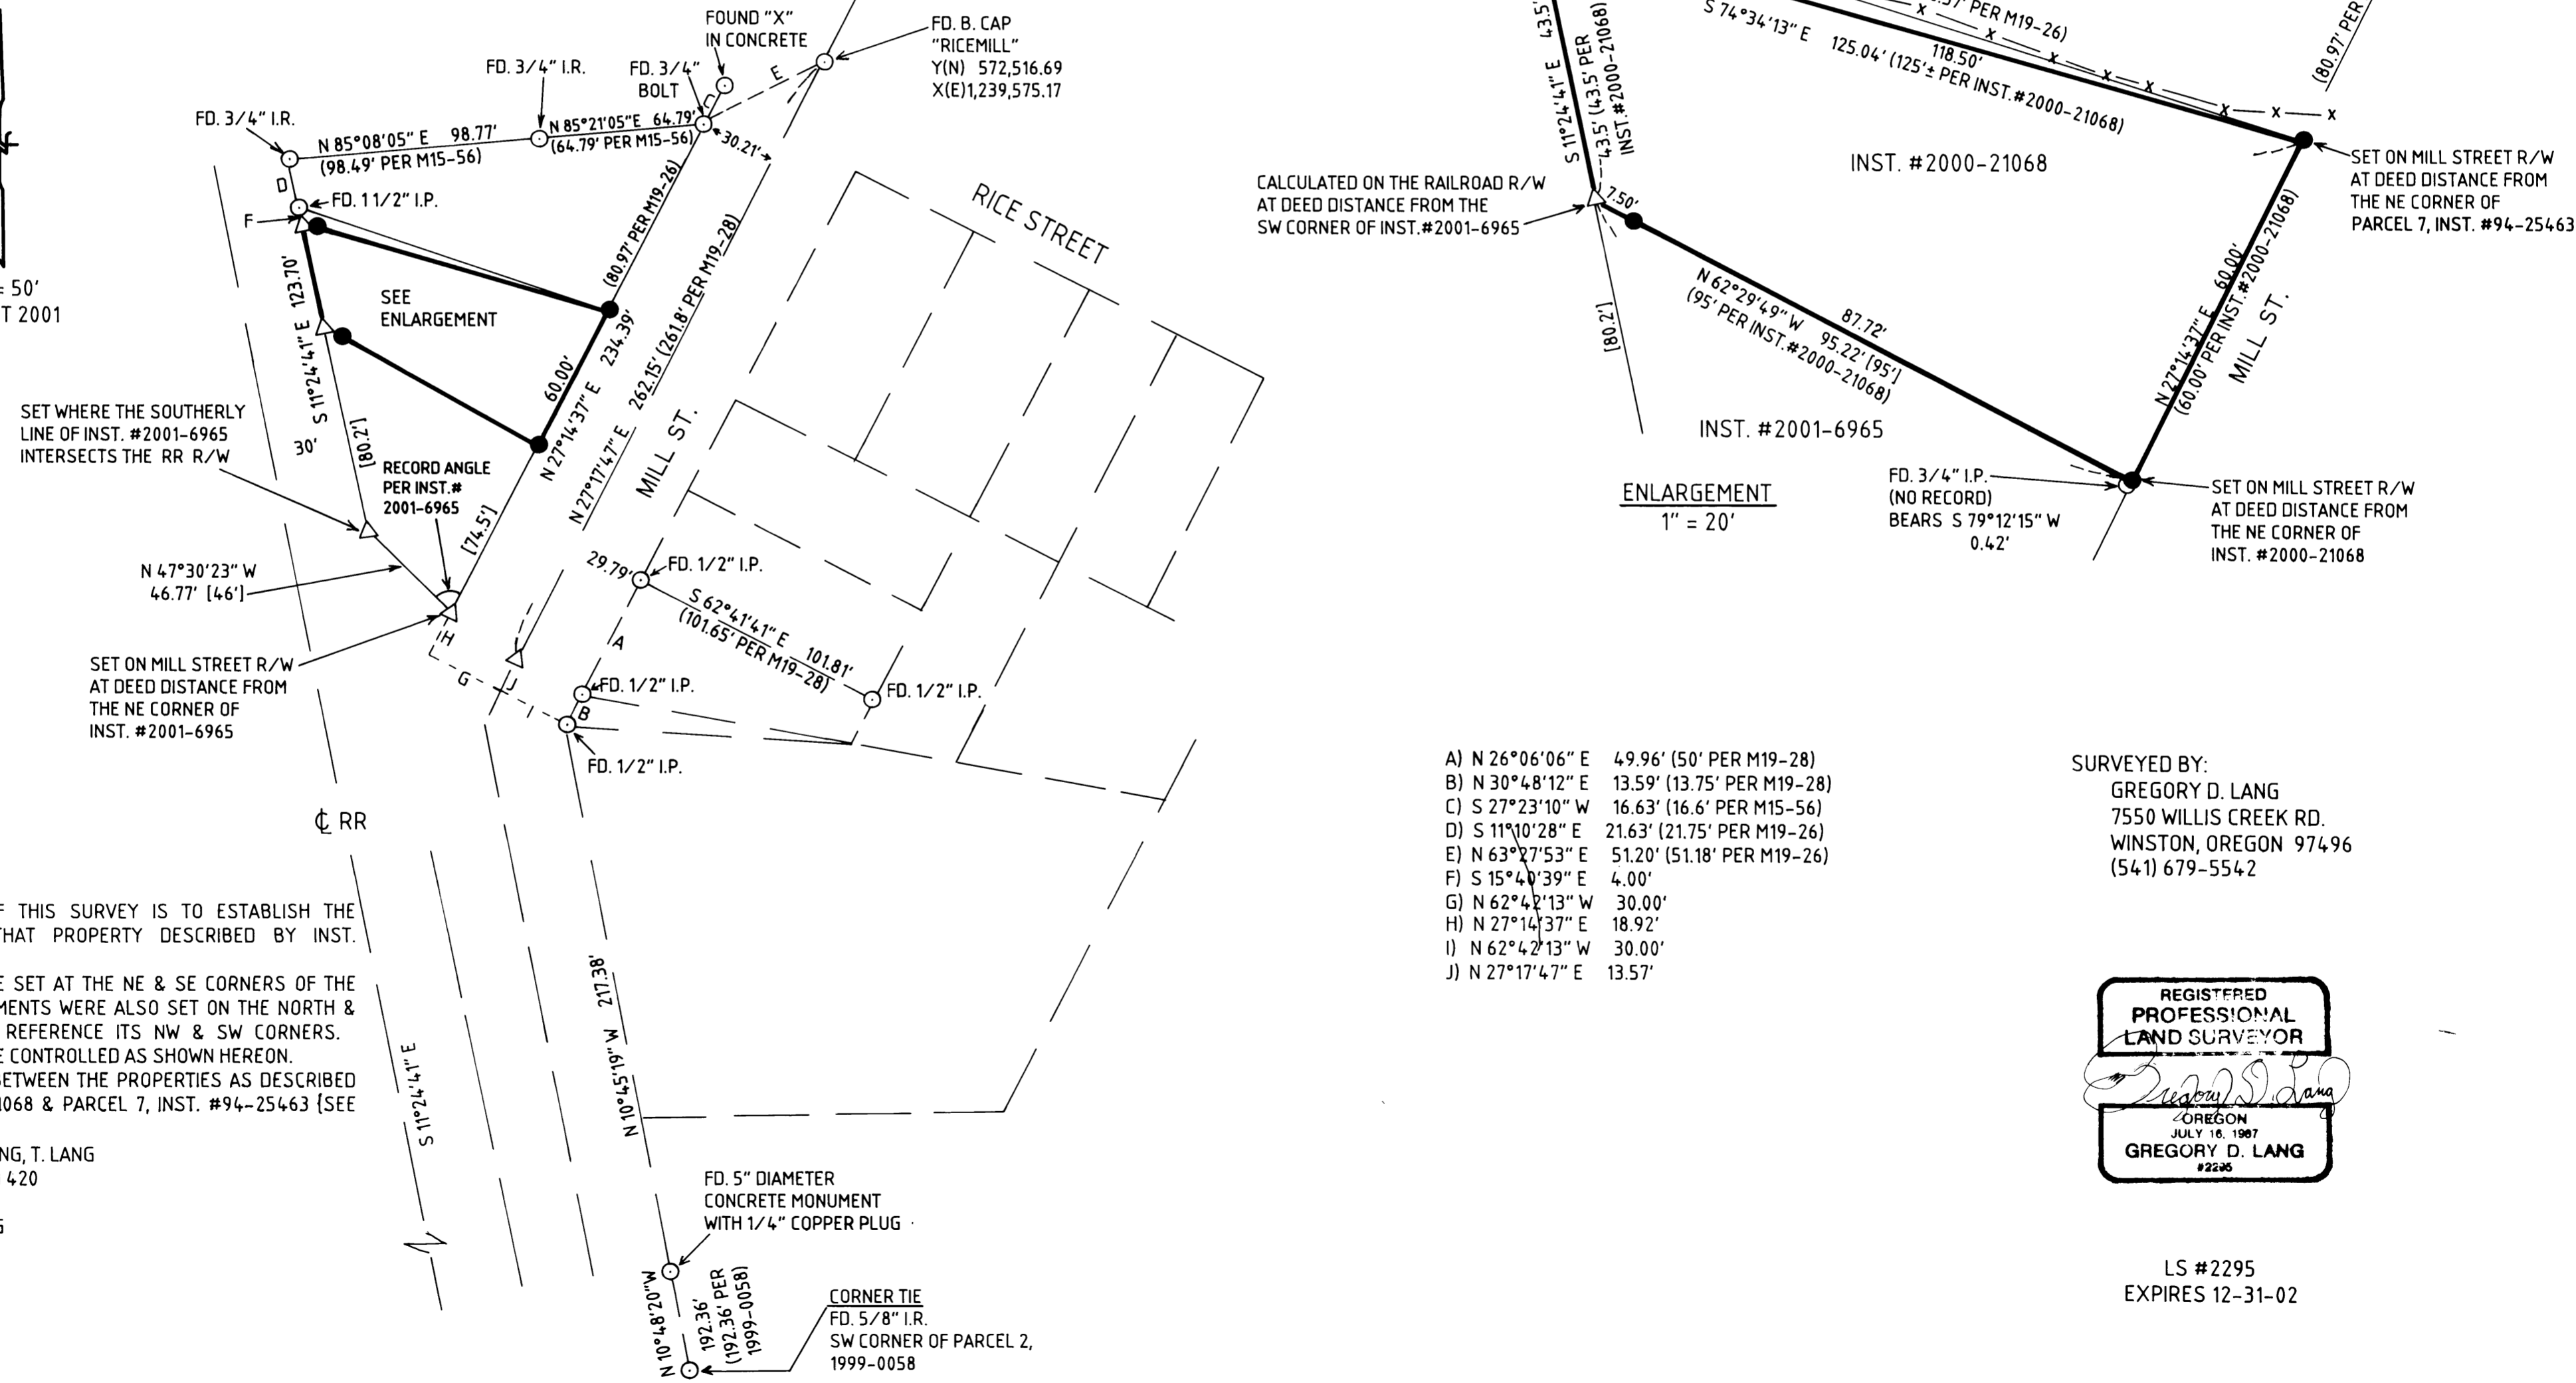 FOUND "X"
IN CONCRETE
FD. B. CAP
"RICEMILL"
Y(N) 572,516.69
X(E)1,239,575.17
FD. 3/4" I.R.
FD. 3/4"
BOLT
E
C
FD. 3/4" I.R.
N 85°08'05" E 98.77'
(98.49' PER M15-56)
N 85°21'05"E 64.79'
(64.79' PER M15-56)
30.21'
D
FD. 1 1/2" I.P.
F
= 50'
T 2001
SEE
ENLARGEMENT
(80.97' PER M19-26)
S 11°24'41" E 123.70'
60.00'
N 27°14'37" E 234.39'
N 27°17'47" E 262.15' (261.8' PER M19-28)
MILL ST.
RICE STREET
SET WHERE THE SOUTHERLY
LINE OF INST. #2001-6965
INTERSECTS THE RR R/W
30'
[80.2']
RECORD ANGLE
PER INST.#
2001-6965
[74.5']
N 47°30'23" W
46.77' [46']
29.79'
FD. 1/2" I.P.
S 62°41'41" E 101.81'
(101.65' PER M19-28)
A
H
G
J
I
B
FD. 1/2" I.P.
FD. 1/2" I.P.
FD. 1/2" I.P.
SET ON MILL STREET R/W
AT DEED DISTANCE FROM
THE NE CORNER OF
INST. #2001-6965
℄ RR
F THIS SURVEY IS TO ESTABLISH THE
THAT PROPERTY DESCRIBED BY INST.
E SET AT THE NE & SE CORNERS OF THE
MENTS WERE ALSO SET ON THE NORTH &
REFERENCE ITS NW & SW CORNERS.
E CONTROLLED AS SHOWN HEREON.
BETWEEN THE PROPERTIES AS DESCRIBED
1068 & PARCEL 7, INST. #94-25463 {SEE
NG, T. LANG
420
S 11°24'41" E
N 10°45'19" W 217.38'
FD. 5" DIAMETER
CONCRETE MONUMENT
WITH 1/4" COPPER PLUG
N 10°48'20"W
192.36'
(192.36' PER
1999-0058)
CORNER TIE
FD. 5/8" I.R.
SW CORNER OF PARCEL 2,
1999-0058
S 11°24'41" E 43.5'
43.5' (43.5' PER
INST.#2000-21068)
PER M19-26)
118.50'
S 74°34'13" E 125.04' (125'± PER INST.#2000-21068)
(80.97' PER
x x x x x x x x
CALCULATED ON THE RAILROAD R/W
AT DEED DISTANCE FROM THE
SW CORNER OF INST.#2001-6965
7.50'
INST. #2000-21068
SET ON MILL STREET R/W
AT DEED DISTANCE FROM
THE NE CORNER OF
PARCEL 7, INST. #94-25463
[80.2']
87.72'
N 62°29'49" W 95.22' [95']
(95' PER INST.#2000-21068)
N 27°14'37" E 60.00'
(60.00' PER INST.#2000-21068)
MILL ST.
INST. #2001-6965
FD. 3/4" I.P.
(NO RECORD)
BEARS S 79°12'15" W
0.42'
SET ON MILL STREET R/W
AT DEED DISTANCE FROM
THE NE CORNER OF
INST. #2000-21068
ENLARGEMENT
1" = 20'
A) N 26°06'06" E 49.96' (50' PER M19-28)
B) N 30°48'12" E 13.59' (13.75' PER M19-28)
C) S 27°23'10" W 16.63' (16.6' PER M15-56)
D) S 11°10'28" E 21.63' (21.75' PER M19-26)
E) N 63°27'53" E 51.20' (51.18' PER M19-26)
F) S 15°40'39" E 4.00'
G) N 62°42'13" W 30.00'
H) N 27°14'37" E 18.92'
I) N 62°42'13" W 30.00'
J) N 27°17'47" E 13.57'
SURVEYED BY:
GREGORY D. LANG
7550 WILLIS CREEK RD.
WINSTON, OREGON 97496
(541) 679-5542
REGISTERED
PROFESSIONAL
LAND SURVEYOR
Gregory D. Lang
OREGON
JULY 16, 1987
GREGORY D. LANG
#2295
LS #2295
EXPIRES 12-31-02